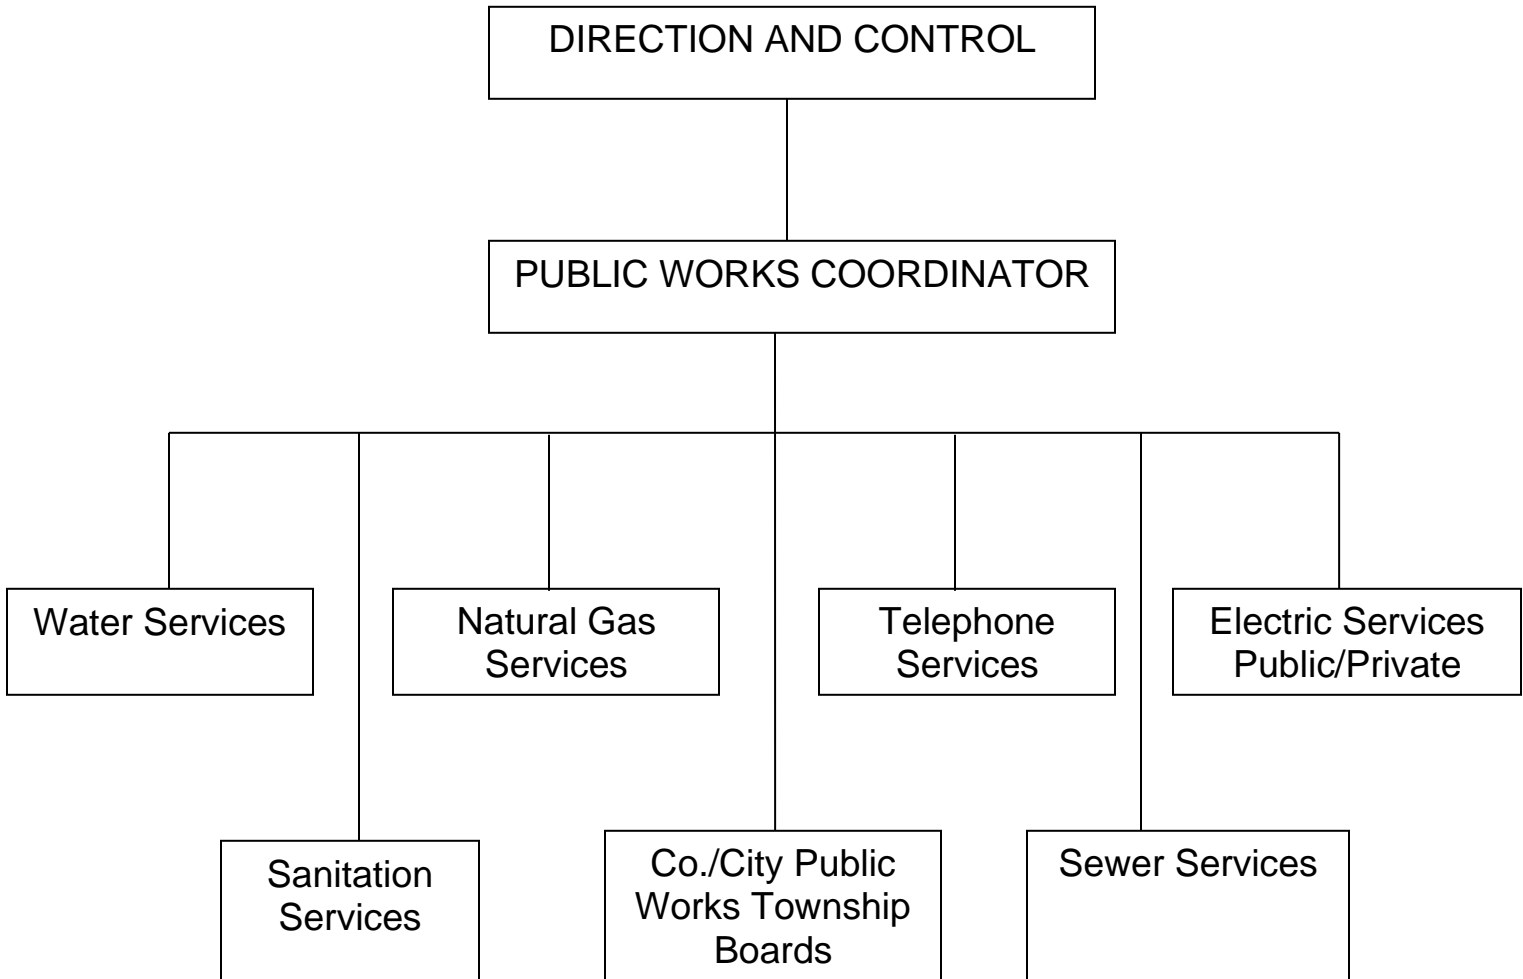 DIRECTION AND CONTROL
PUBLIC WORKS COORDINATOR
Water Services
Natural Gas
Services
Telephone
Services
Electric Services
Public/Private
Sanitation
Services
Co./City Public
Works Township
Boards
Sewer Services